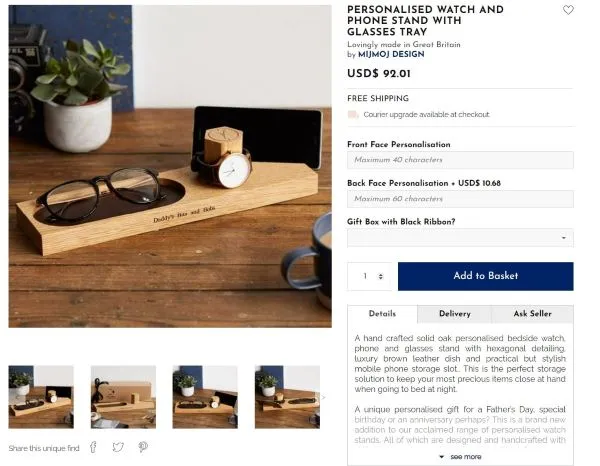 PERSONALISED WATCH AND
PHONE STAND WITH
GLASSES TRAY
Lovingly made in Great Britain
by MIJMOJ DESIGN
USD$ 92.01
FREE SHIPPING
Courier upgrade available at checkout
Front Face Personalisation
Maximum 40 characters
Back Face Personalisation + USD$ 10.68
Maximum 60 characters
Gift Box with Black Ribbon?
1
Add to Basket
Details
Delivery
Ask Seller
A hand crafted solid oak personalised bedside watch,
phone and glasses stand with hexagonal detailing,
luxury brown leather dish and practical but stylish
mobile phone storage slot.. This is the perfect storage
solution to keep your most precious items close at hand
when going to bed at night.
A unique personalised gift for a Father's Day, special
birthday or an anniversary perhaps? This is a brand new
addition to our acclaimed range of personalised watch
stands. All of which are designed and handcrafted with
see more
Daddy's Bits and Bobs
Share this unique find